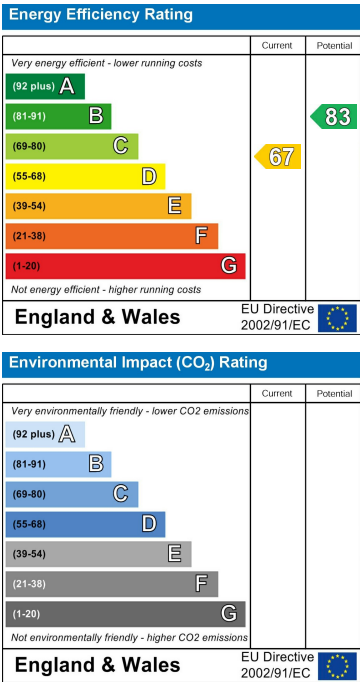 Energy Efficiency Rating
Current Potential
Very energy efficient - lower running costs
(92 plus) A
(81-91) B
83
(69-80) C
67
(55-68) D
(39-54) E
(21-38) F
(1-20) G
Not energy efficient - higher running costs
England & Wales
EU Directive
2002/91/EC
Environmental Impact (CO₂) Rating
Current Potential
Very environmentally friendly - lower CO2 emissions
(92 plus) A
(81-91) B
(69-80) C
(55-68) D
(39-54) E
(21-38) F
(1-20) G
Not environmentally friendly - higher CO2 emissions
England & Wales
EU Directive
2002/91/EC